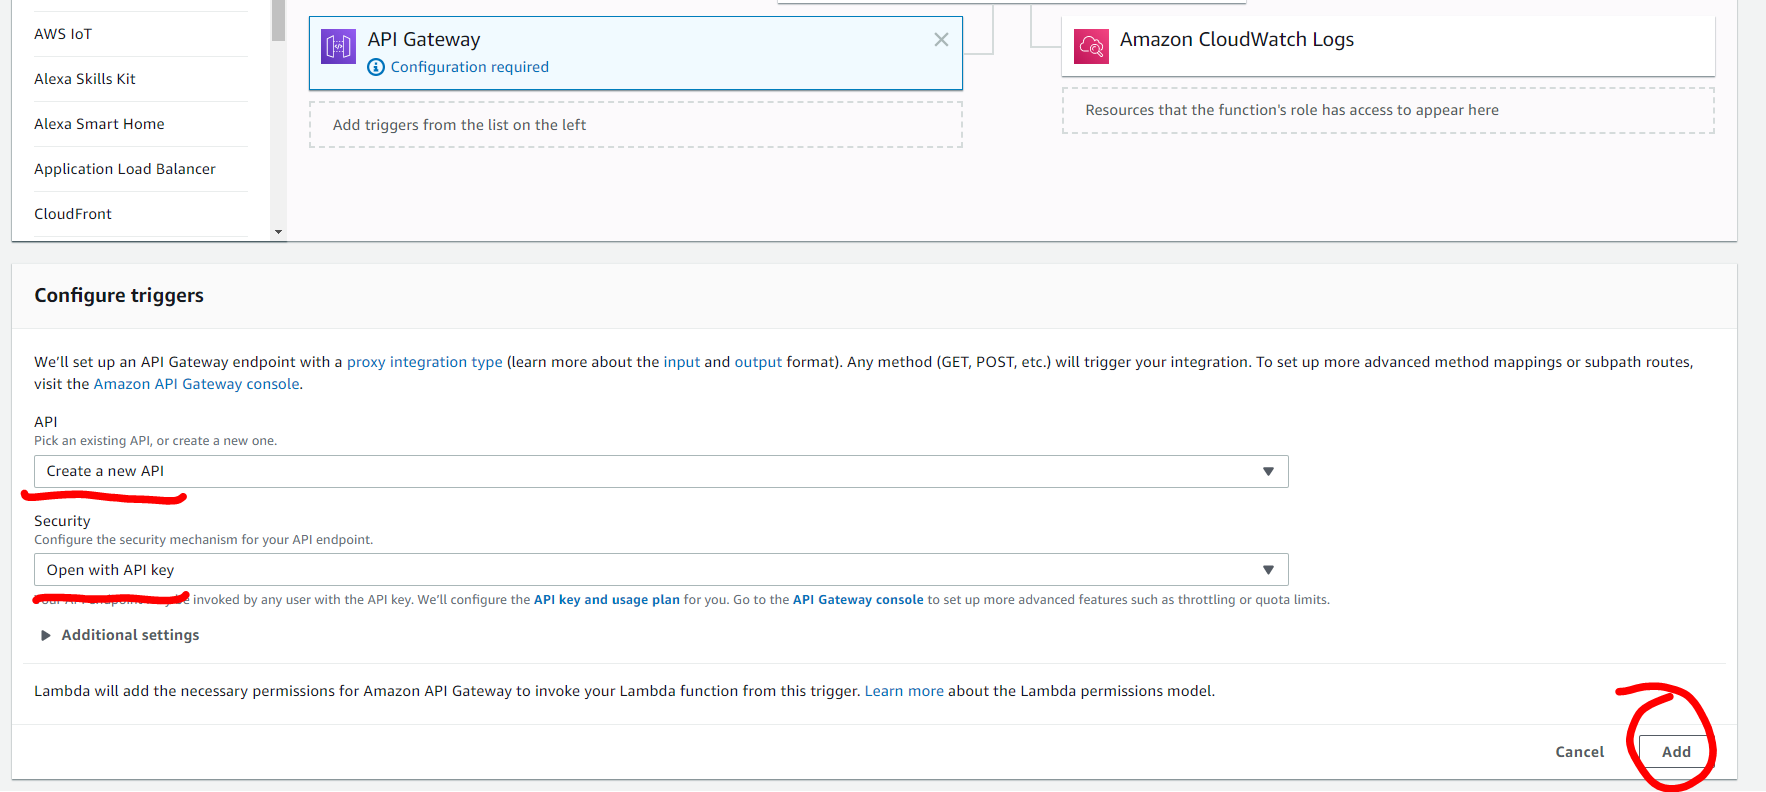 AWS IoT
Alexa Skills Kit
Alexa Smart Home
Application Load Balancer
CloudFront
API Gateway
Configuration required
Add triggers from the list on the left
Amazon CloudWatch Logs
Resources that the function's role has access to appear here
Configure triggers
We'll set up an API Gateway endpoint with a proxy integration type (learn more about the input and output format). Any method (GET, POST, etc.) will trigger your integration. To set up more advanced method mappings or subpath routes,
visit the Amazon API Gateway console.
API
Pick an existing API, or create a new one.
Create a new API
Security
Configure the security mechanism for your API endpoint.
Open with API key
invoked by any user with the API key. We'll configure the API key and usage plan for you. Go to the API Gateway console to set up more advanced features such as throttling or quota limits.
Additional settings
Lambda will add the necessary permissions for Amazon API Gateway to invoke your Lambda function from this trigger. Learn more about the Lambda permissions model.
Cancel
Add